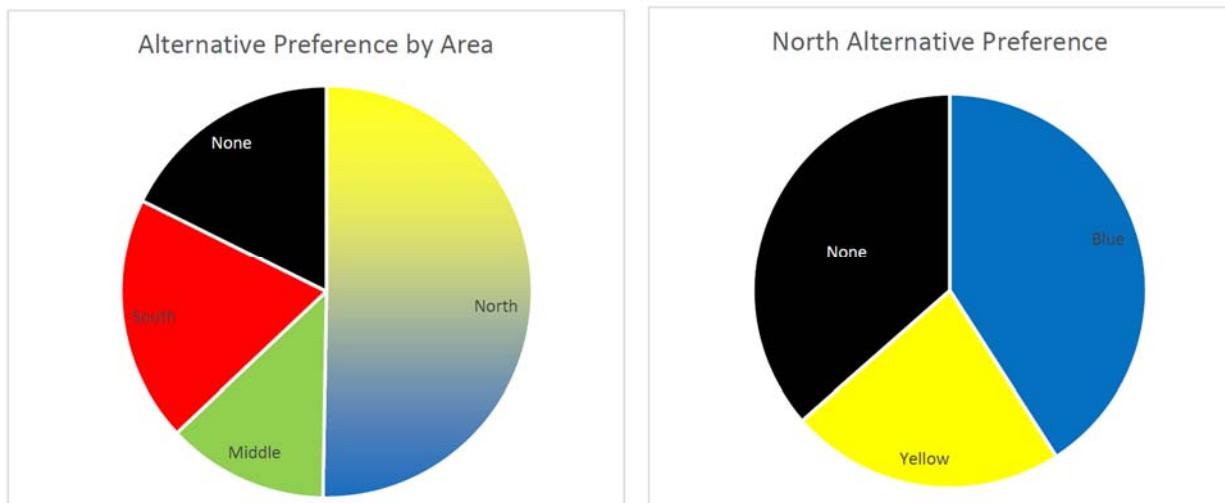 Alternative Preference by Area
None
South
North
Middle
North Alternative Preference
None
Blue
Yellow